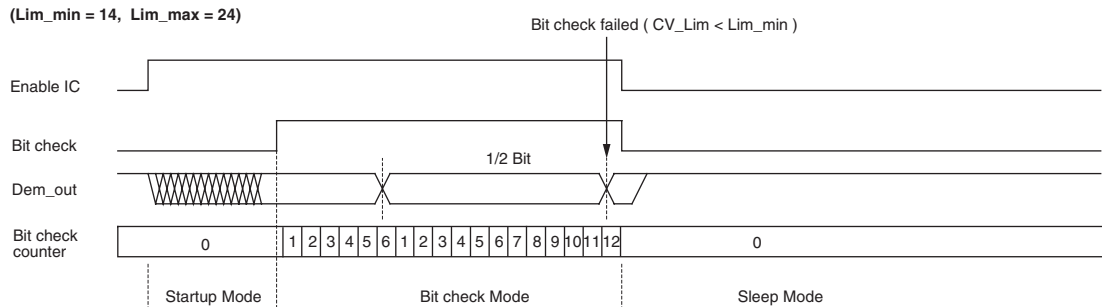 (Lim_min = 14, Lim_max = 24)
Bit check failed ( CV_Lim < Lim_min )
Enable IC
Bit check
1/2 Bit
Dem_out
Bit check
counter
0 1 2 3 4 5 6 1 2 3 4 5 6 7 8 9 10 11 12 0
Startup Mode Bit check Mode Sleep Mode